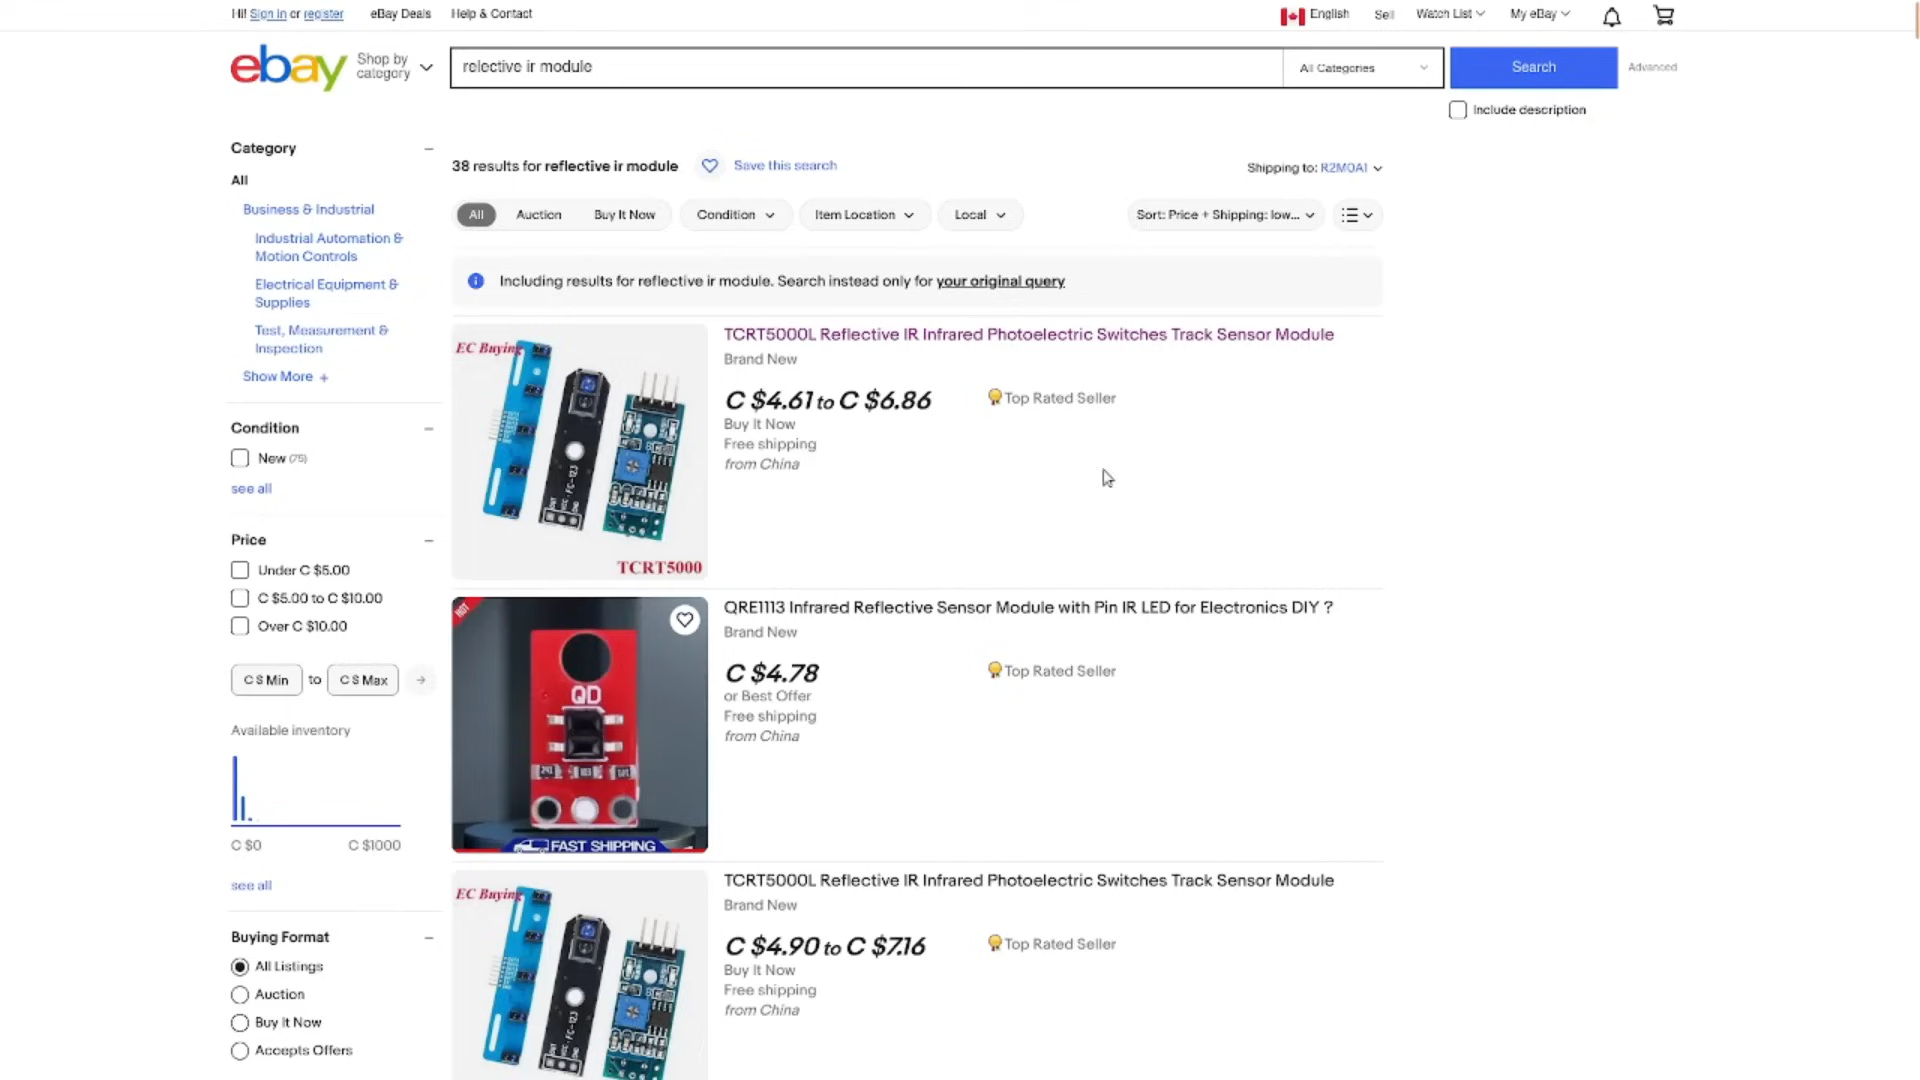 Hi! Sign in or register
eBay Deals
Help & Contact
English
Sell
Watch List
My eBay
ebay
Shop by
category
relective ir module
All Categories
Search
Advanced
Include description
Category
All
Business & Industrial
Industrial Automation &
Motion Controls
Electrical Equipment &
Supplies
Test, Measurement &
Inspection
Show More +
Condition
New (75)
see all
Price
Under C $5.00
C $5.00 to C $10.00
Over C $10.00
C $ Min to C $ Max
Available inventory
C $0
C $1000
see all
Buying Format
All Listings
Auction
Buy It Now
Accepts Offers
38 results for reflective ir module
Save this search
Shipping to: R2M0A1
All
Auction
Buy It Now
Condition
Item Location
Local
Sort: Price + Shipping: low...
Including results for reflective ir module. Search instead only for your original query
EC Buying
TCRT5000
TCRT5000L Reflective IR Infrared Photoelectric Switches Track Sensor Module
Brand New
C $4.61 to C $6.86
Top Rated Seller
Buy It Now
Free shipping
from China
HOT
QD
FAST SHIPPING
QRE1113 Infrared Reflective Sensor Module with Pin IR LED for Electronics DIY ?
Brand New
C $4.78
Top Rated Seller
or Best Offer
Free shipping
from China
EC Buying
TCRT5000L Reflective IR Infrared Photoelectric Switches Track Sensor Module
Brand New
C $4.90 to C $7.16
Top Rated Seller
Buy It Now
Free shipping
from China